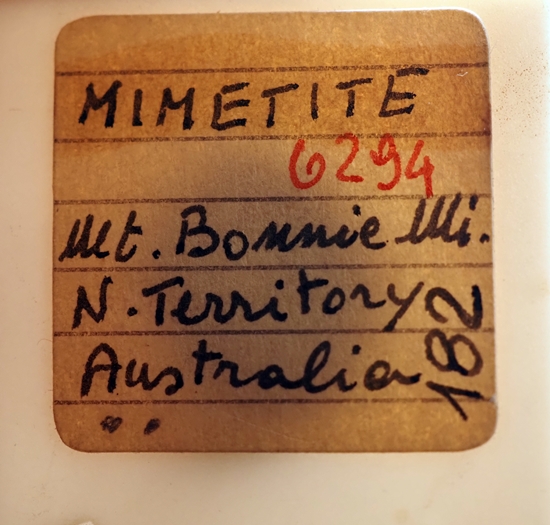 MIMETITE
6294
Mt. Bonnie Mi.
N. Territory
Australia
182